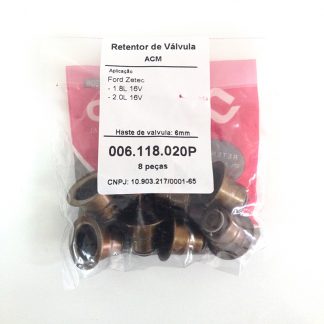 Retentor de Válvula
ACM
Aplicação
Ford Zetec
- 1.8L 16V
- 2.0L 16V
Haste de valvula: 6mm
006.118.020P
8 peças
CNPJ: 10.903.217/0001-65